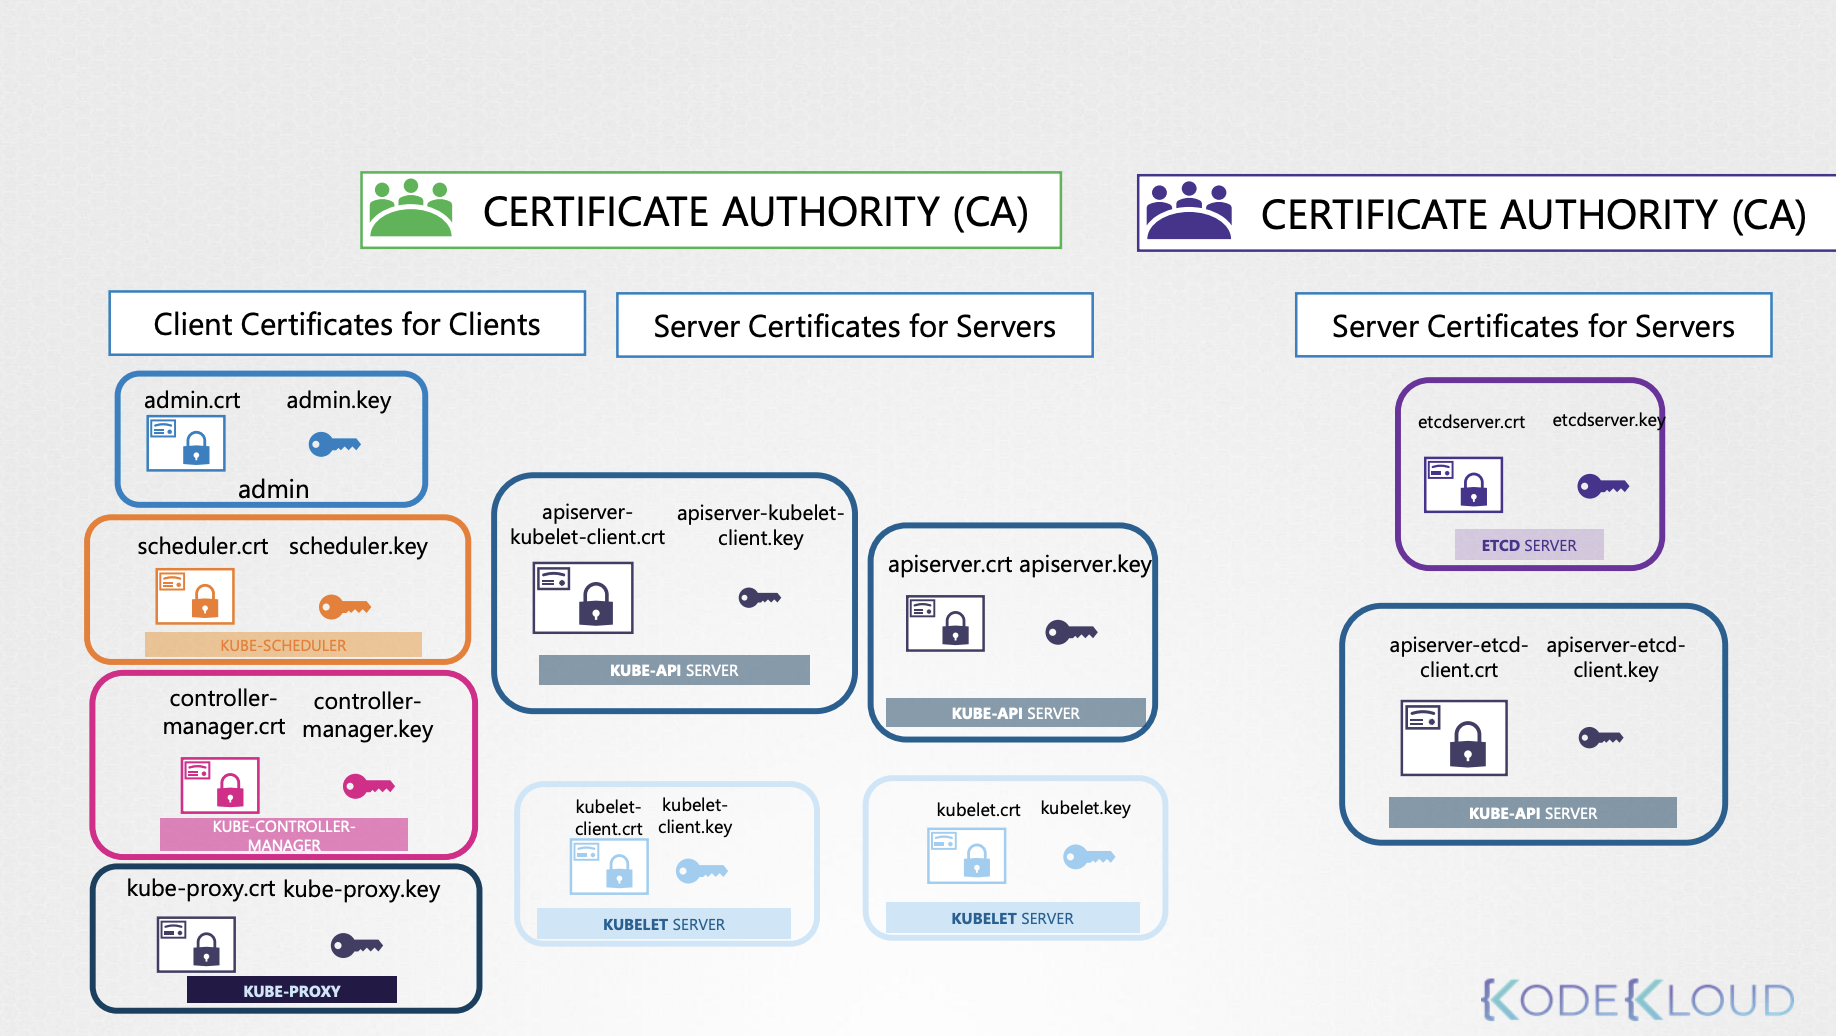 CERTIFICATE AUTHORITY (CA)
CERTIFICATE AUTHORITY (CA)
Client Certificates for Clients
Server Certificates for Servers
Server Certificates for Servers
admin.crt
admin.key
admin
scheduler.crt
scheduler.key
KUBE-SCHEDULER
controller-
manager.crt
controller-
manager.key
KUBE-CONTROLLER-
MANAGER
kube-proxy.crt
kube-proxy.key
KUBE-PROXY
apiserver-
kubelet-client.crt
apiserver-kubelet-
client.key
KUBE-API SERVER
apiserver.crt
apiserver.key
KUBE-API SERVER
kubelet-
client.crt
kubelet-
client.key
KUBELET SERVER
kubelet.crt
kubelet.key
KUBELET SERVER
etcdserver.crt
etcdserver.key
ETCD SERVER
apiserver-etcd-
client.crt
apiserver-etcd-
client.key
KUBE-API SERVER
KODEKLOUD